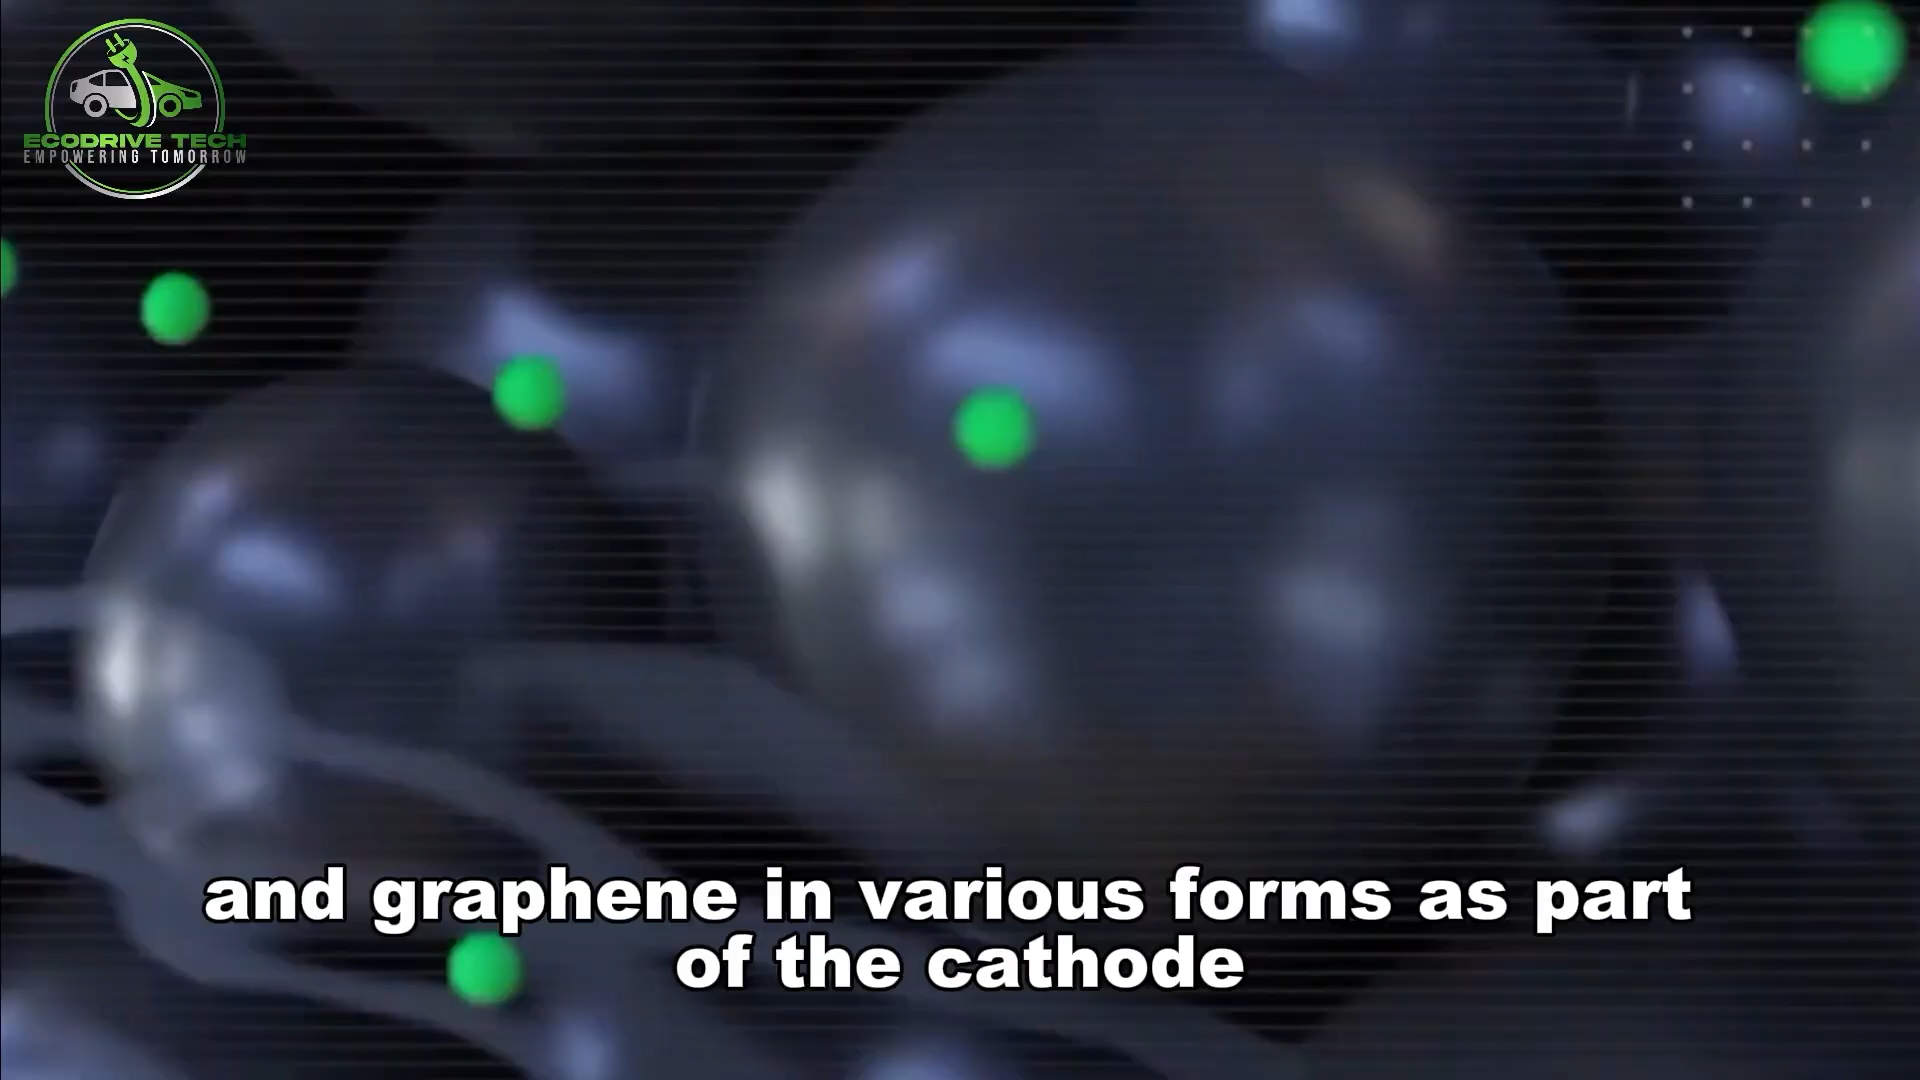 ECODRIVE TECH
EMPOWERING TOMORROW
and graphene in various forms as part
of the cathode